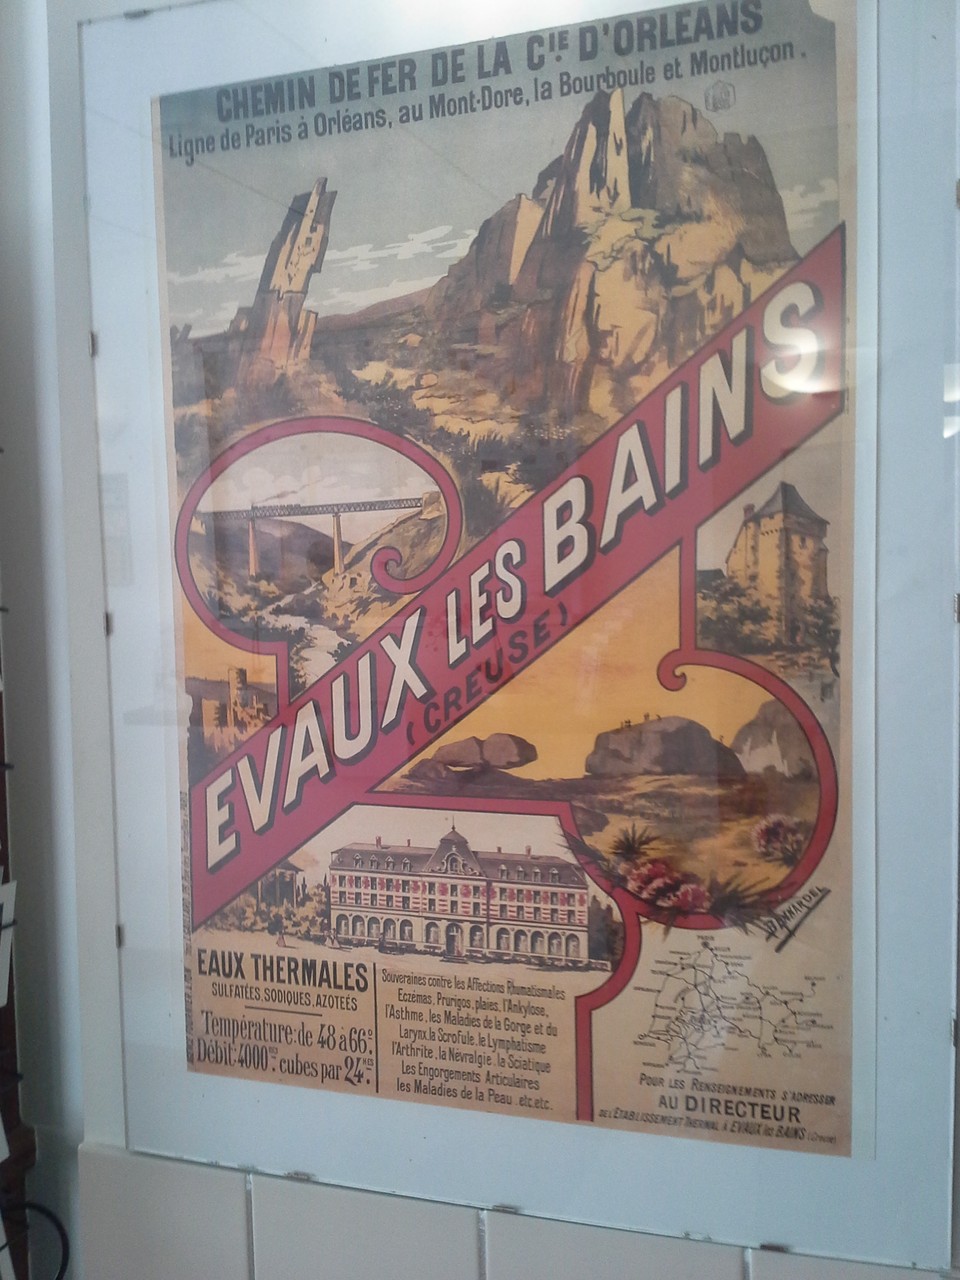 CHEMIN DE FER DE LA CIE D'ORLEANS
Ligne de Paris à Orléans, au Mont-Dore, la Bourboule et Montluçon.
EVAUX LES BAINS
(CREUSE)
EAUX THERMALES
SULFATÉES, SODIQUES, AZOTEÉS
Température: de 48 à 66°.
Débit: 4000 cubes par 24
Souveraines contre les Affections Rhumatismales
Eczémas, Prurigos, plaies, l'Ankylose,
l'Asthme, les Maladies de la Gorge et du
Larynx, la Scrofule, le Lymphatisme
l'Arthrite, la Névralgie, la Sciatique
Les Engorgements Articulaires
les Maladies de la Peau. etc, etc.
POUR LES RENSEIGNEMENTS S'ADRESSER
AU DIRECTEUR
DE L'ÉTABLISSEMENT THERMAL À EVAUX les BAINS (Creuse)